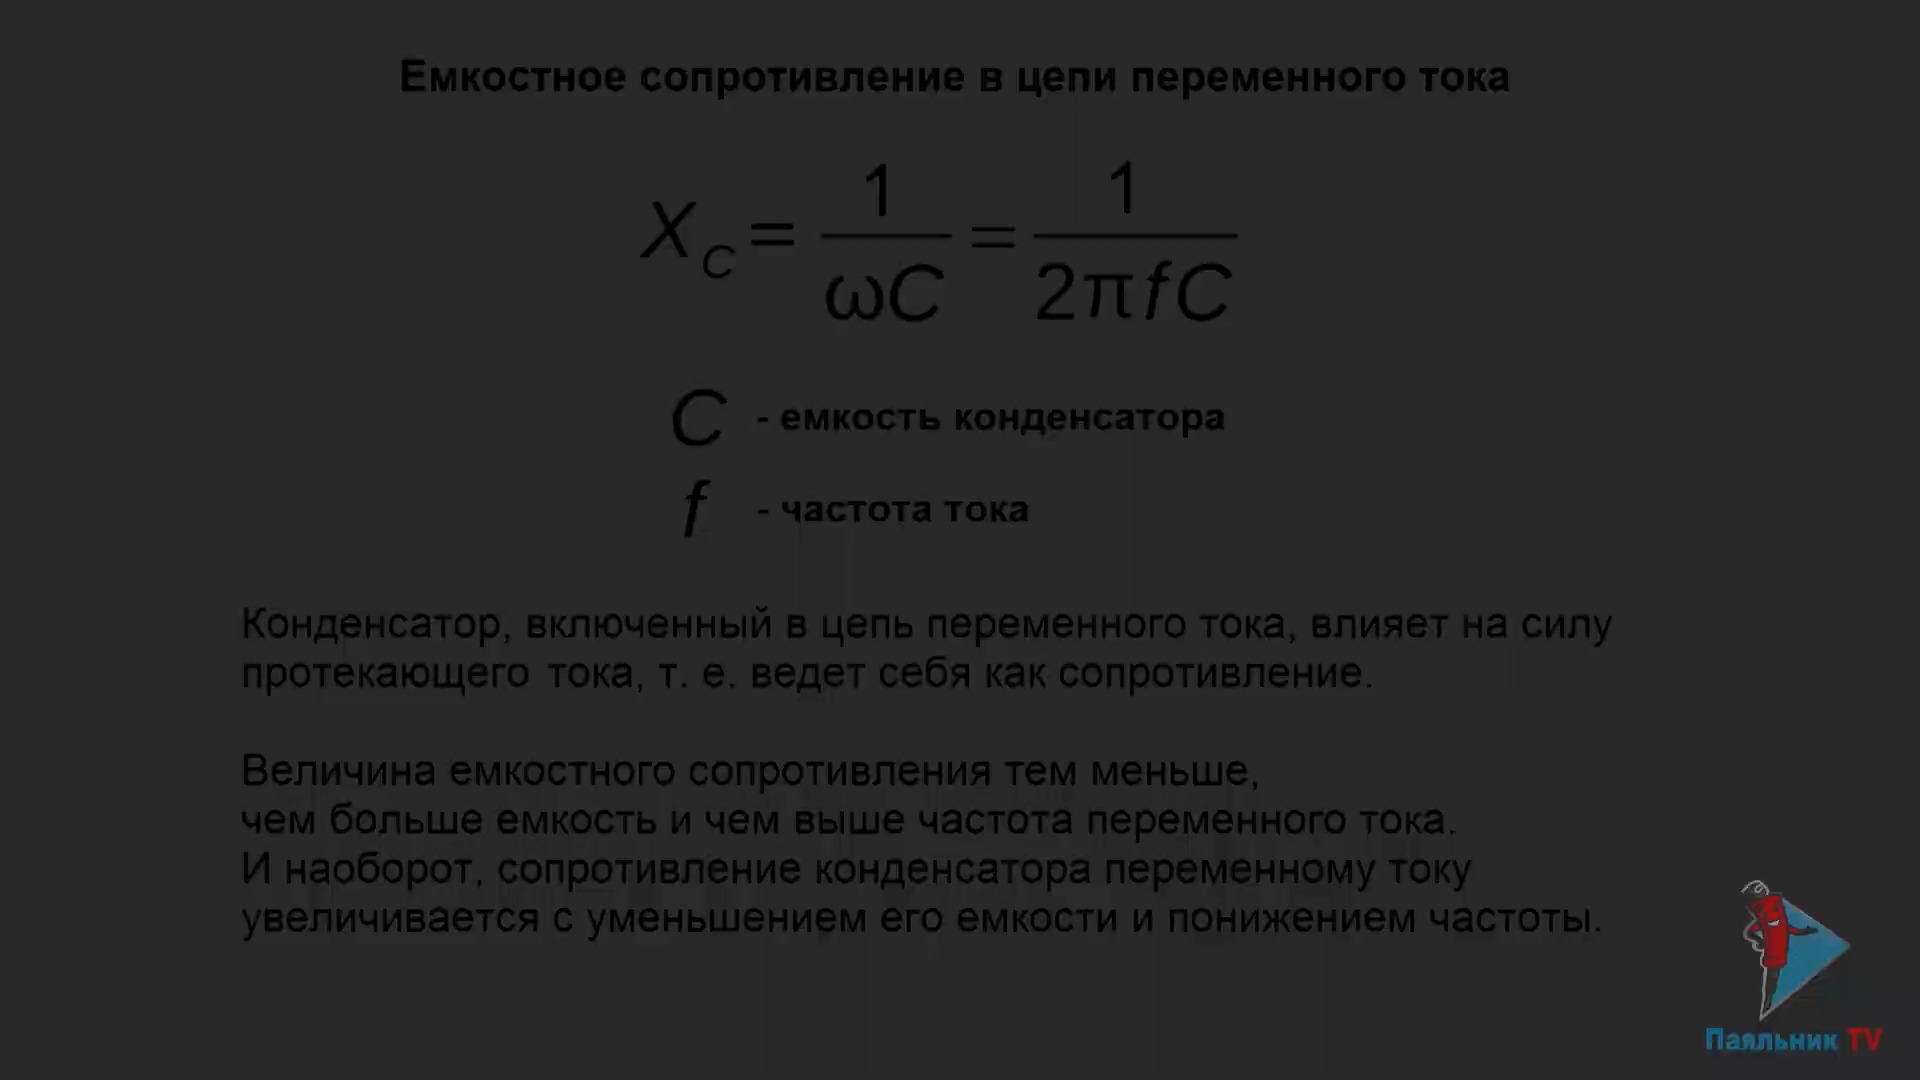 Емкостное сопротивление в цепи переменного тока
X_C = 1/ωC = 1/2πfC
C - емкость конденсатора
f - частота тока
Конденсатор, включенный в цепь переменного тока, влияет на силу
протекающего тока, т. е. ведет себя как сопротивление.
Величина емкостного сопротивления тем меньше,
чем больше емкость и чем выше частота переменного тока.
И наоборот, сопротивление конденсатора переменному току
увеличивается с уменьшением его емкости и понижением частоты.
Паяльник TV